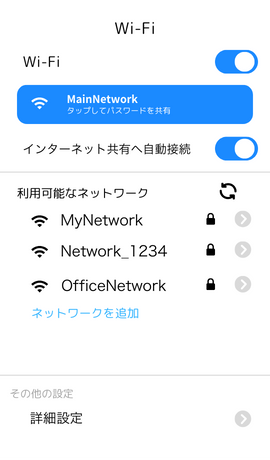 Wi-Fi
Wi-Fi
MainNetwork
タップしてパスワードを共有
インターネット共有へ自動接続
利用可能なネットワーク
MyNetwork
Network_1234
OfficeNetwork
ネットワークを追加
その他の設定
詳細設定